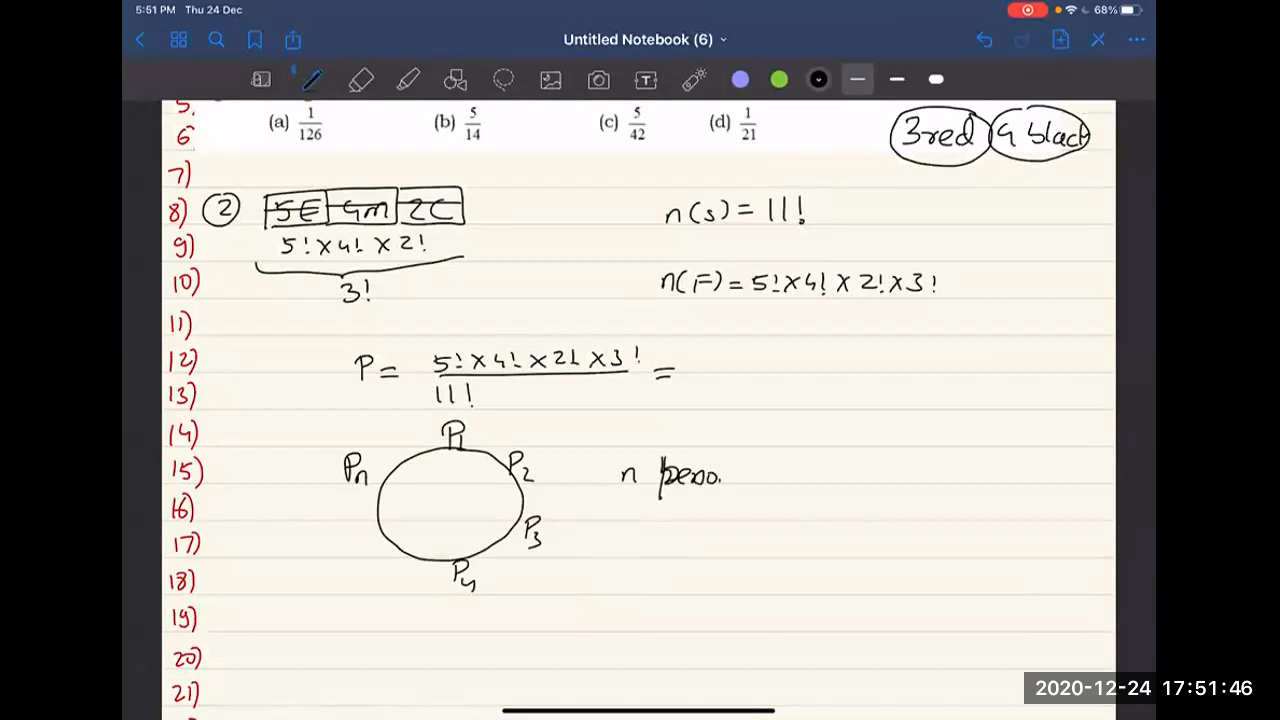 5:51 PM Thu 24 Dec
68%
Untitled Notebook (6)
5.
6
(a) 1/126 (b) 5/14 (c) 5/42 (d) 1/21
3red 4 black
7)
8) ② 5E 4m 2C n(s) = 11!
9) 5! × 4! × 2!
10) 3! n(F) = 5! × 4! × 2! × 3!
11)
12) P = 5! × 4! × 2! × 3! =
13) 11!
14) P1
15) Pn P2 n
16)
17) P3
18) P4
19)
20)
21)
2020-12-24 17:51:46